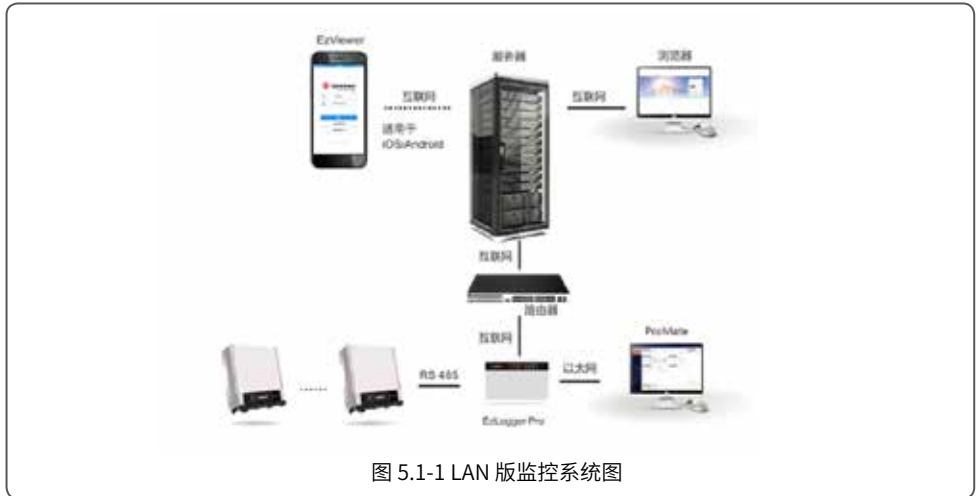 EzViewer
服务器
浏览器
互联网
互联网
适用于
iOS/Android
互联网
路由器
互联网
ProMate
RS 485
以太网
EzLogger Pro
图 5.1-1 LAN 版监控系统图